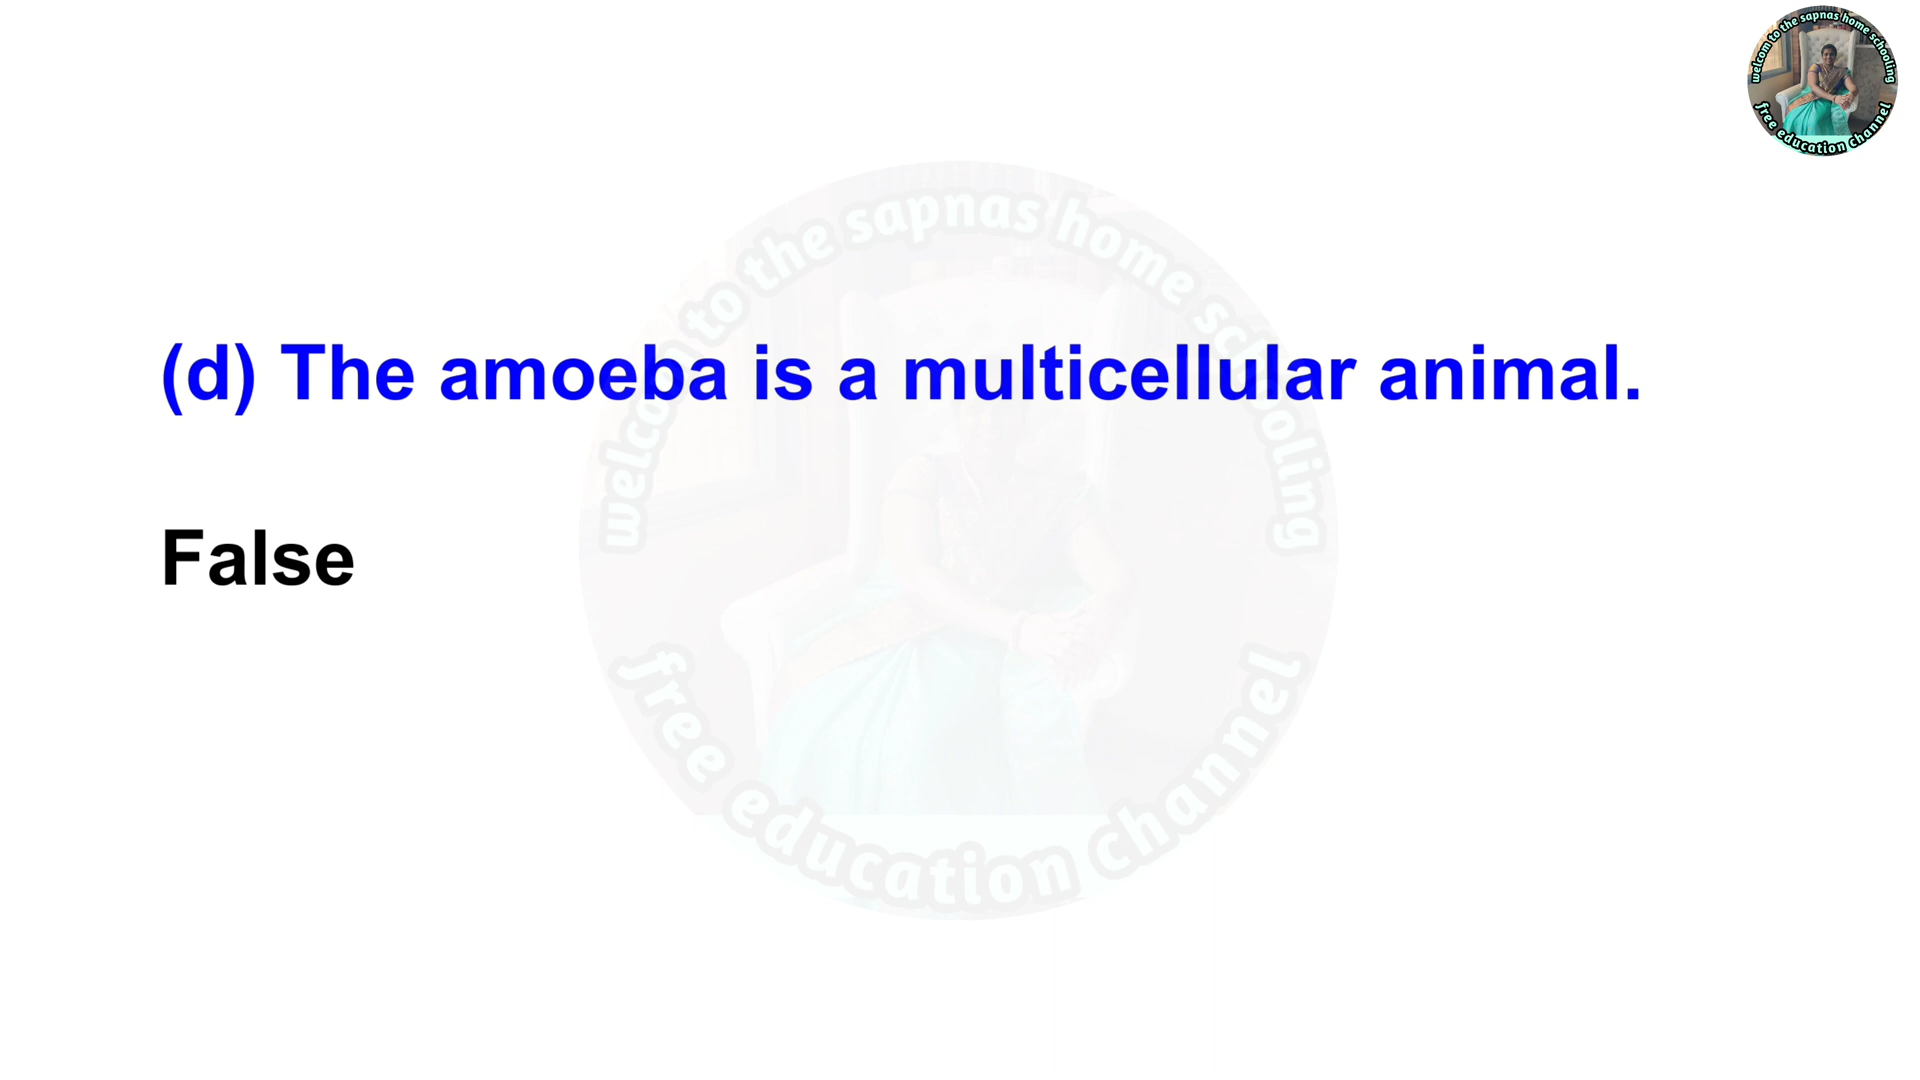 welcom to the sapnas home schooling
free education channel
(d) The amoeba is a multicellular animal.
False
welcom to the sapnas home schooling
free education channel